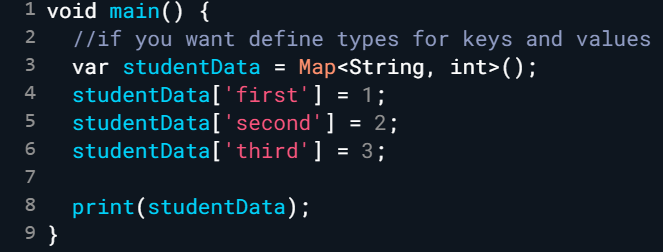 1 void main() {
2   //if you want define types for keys and values
3   var studentData = Map<String, int>();
4   studentData['first'] = 1;
5   studentData['second'] = 2;
6   studentData['third'] = 3;
7
8   print(studentData);
9 }